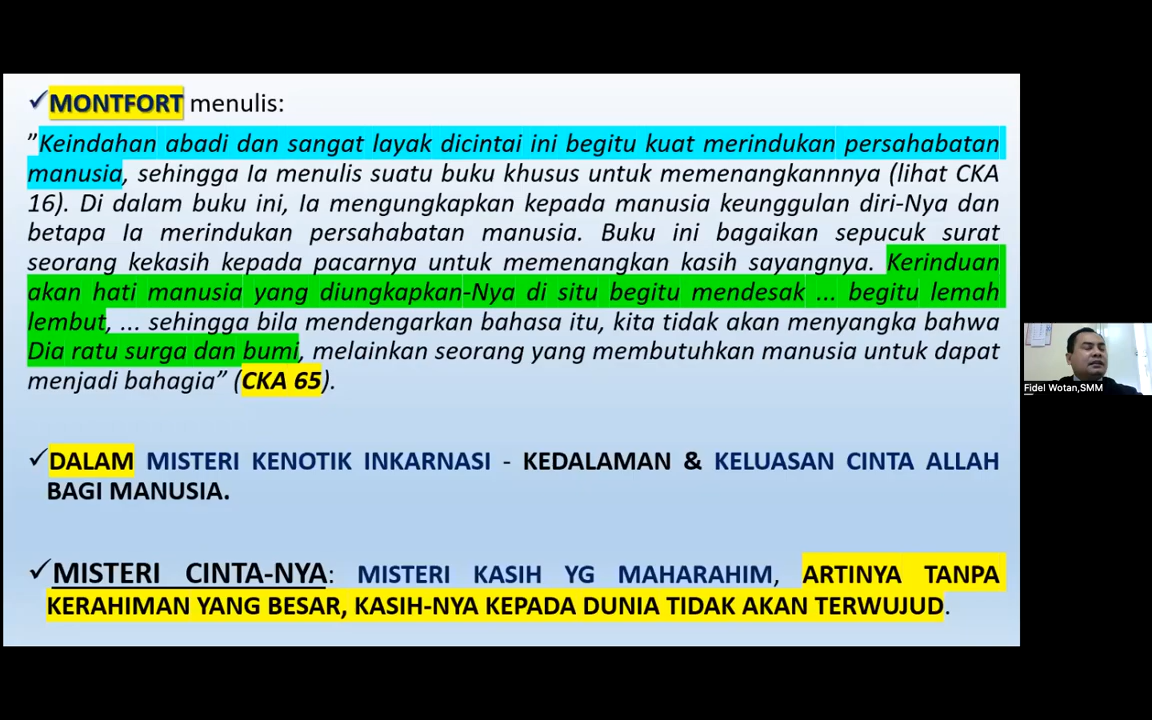 ✓MONTFORT menulis:
”Keindahan abadi dan sangat layak dicintai ini begitu kuat merindukan persahabatan
manusia, sehingga Ia menulis suatu buku khusus untuk memenangkannnya (lihat CKA
16). Di dalam buku ini, Ia mengungkapkan kepada manusia keunggulan diri-Nya dan
betapa Ia merindukan persahabatan manusia. Buku ini bagaikan sepucuk surat
seorang kekasih kepada pacarnya untuk memenangkan kasih sayangnya. Kerinduan
akan hati manusia yang diungkapkan-Nya di situ begitu mendesak ... begitu lemah
lembut, ... sehingga bila mendengarkan bahasa itu, kita tidak akan menyangka bahwa
Dia ratu surga dan bumi, melainkan seorang yang membutuhkan manusia untuk dapat
menjadi bahagia” (CKA 65).
✓DALAM MISTERI KENOTIK INKARNASI - KEDALAMAN & KELUASAN CINTA ALLAH
BAGI MANUSIA.
✓MISTERI CINTA-NYA: MISTERI KASIH YG MAHARAHIM, ARTINYA TANPA
KERAHIMAN YANG BESAR, KASIH-NYA KEPADA DUNIA TIDAK AKAN TERWUJUD.
Fidel Wotan,SMM